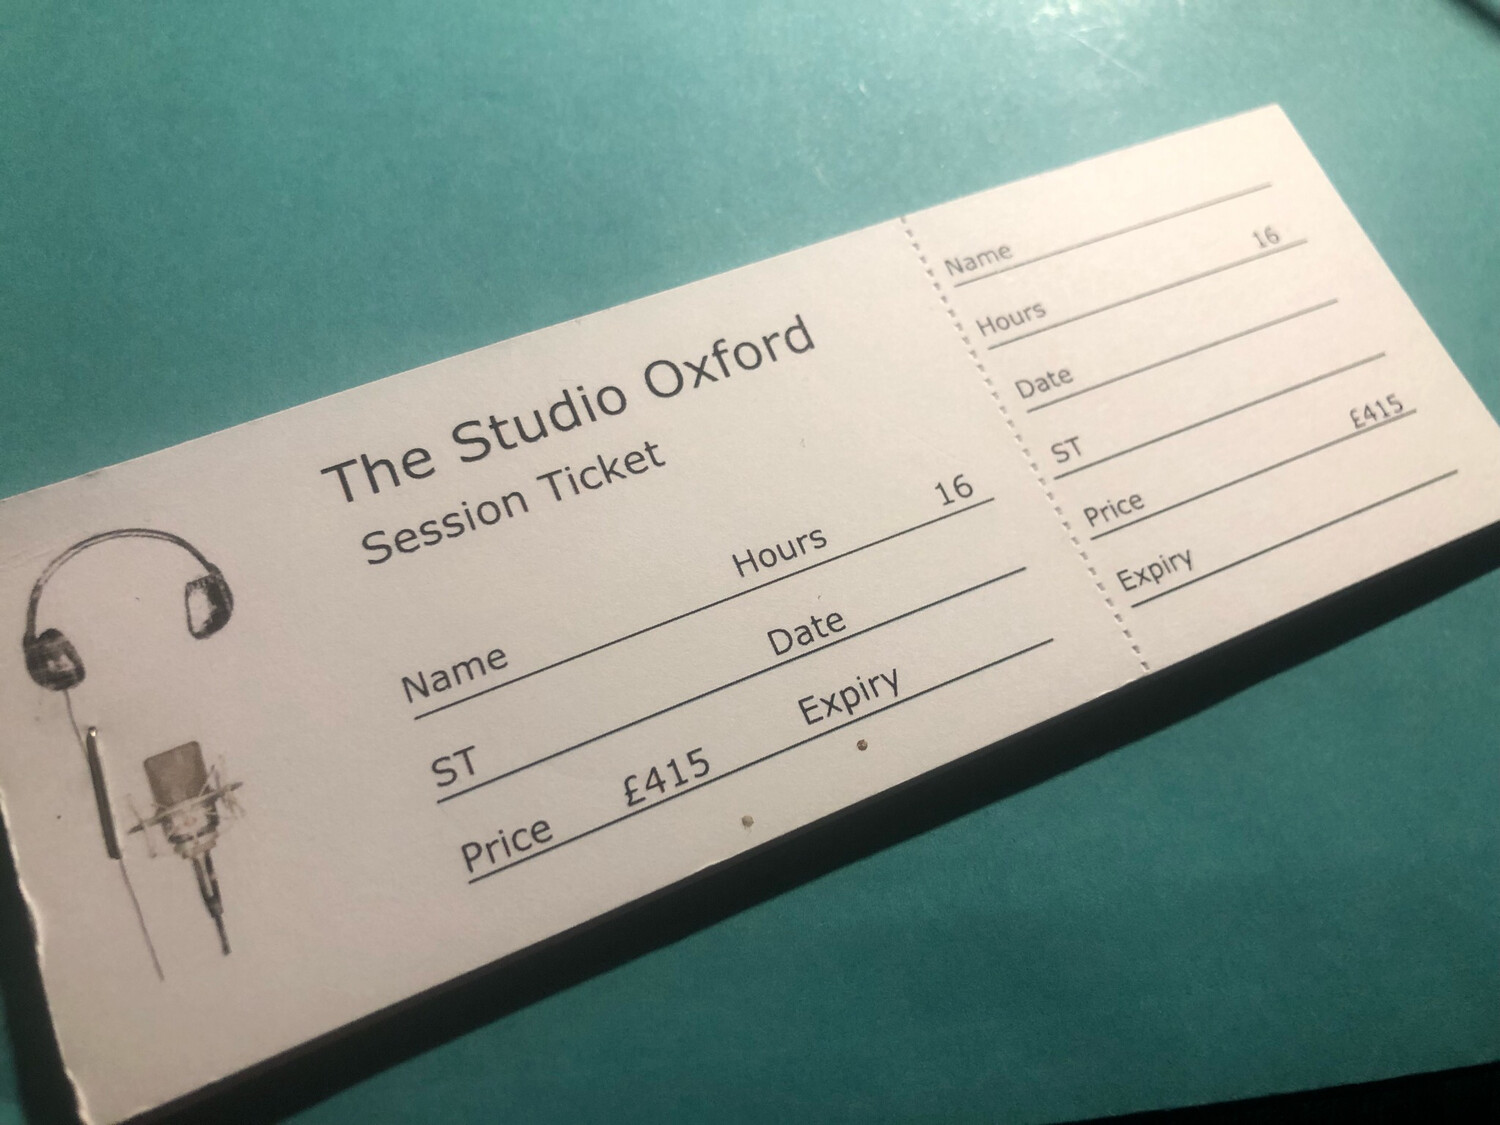 The Studio Oxford
Session Ticket
Name Hours 16
ST Date
Price £415 Expiry
Name
Hours 16
Date
ST
Price £415
Expiry